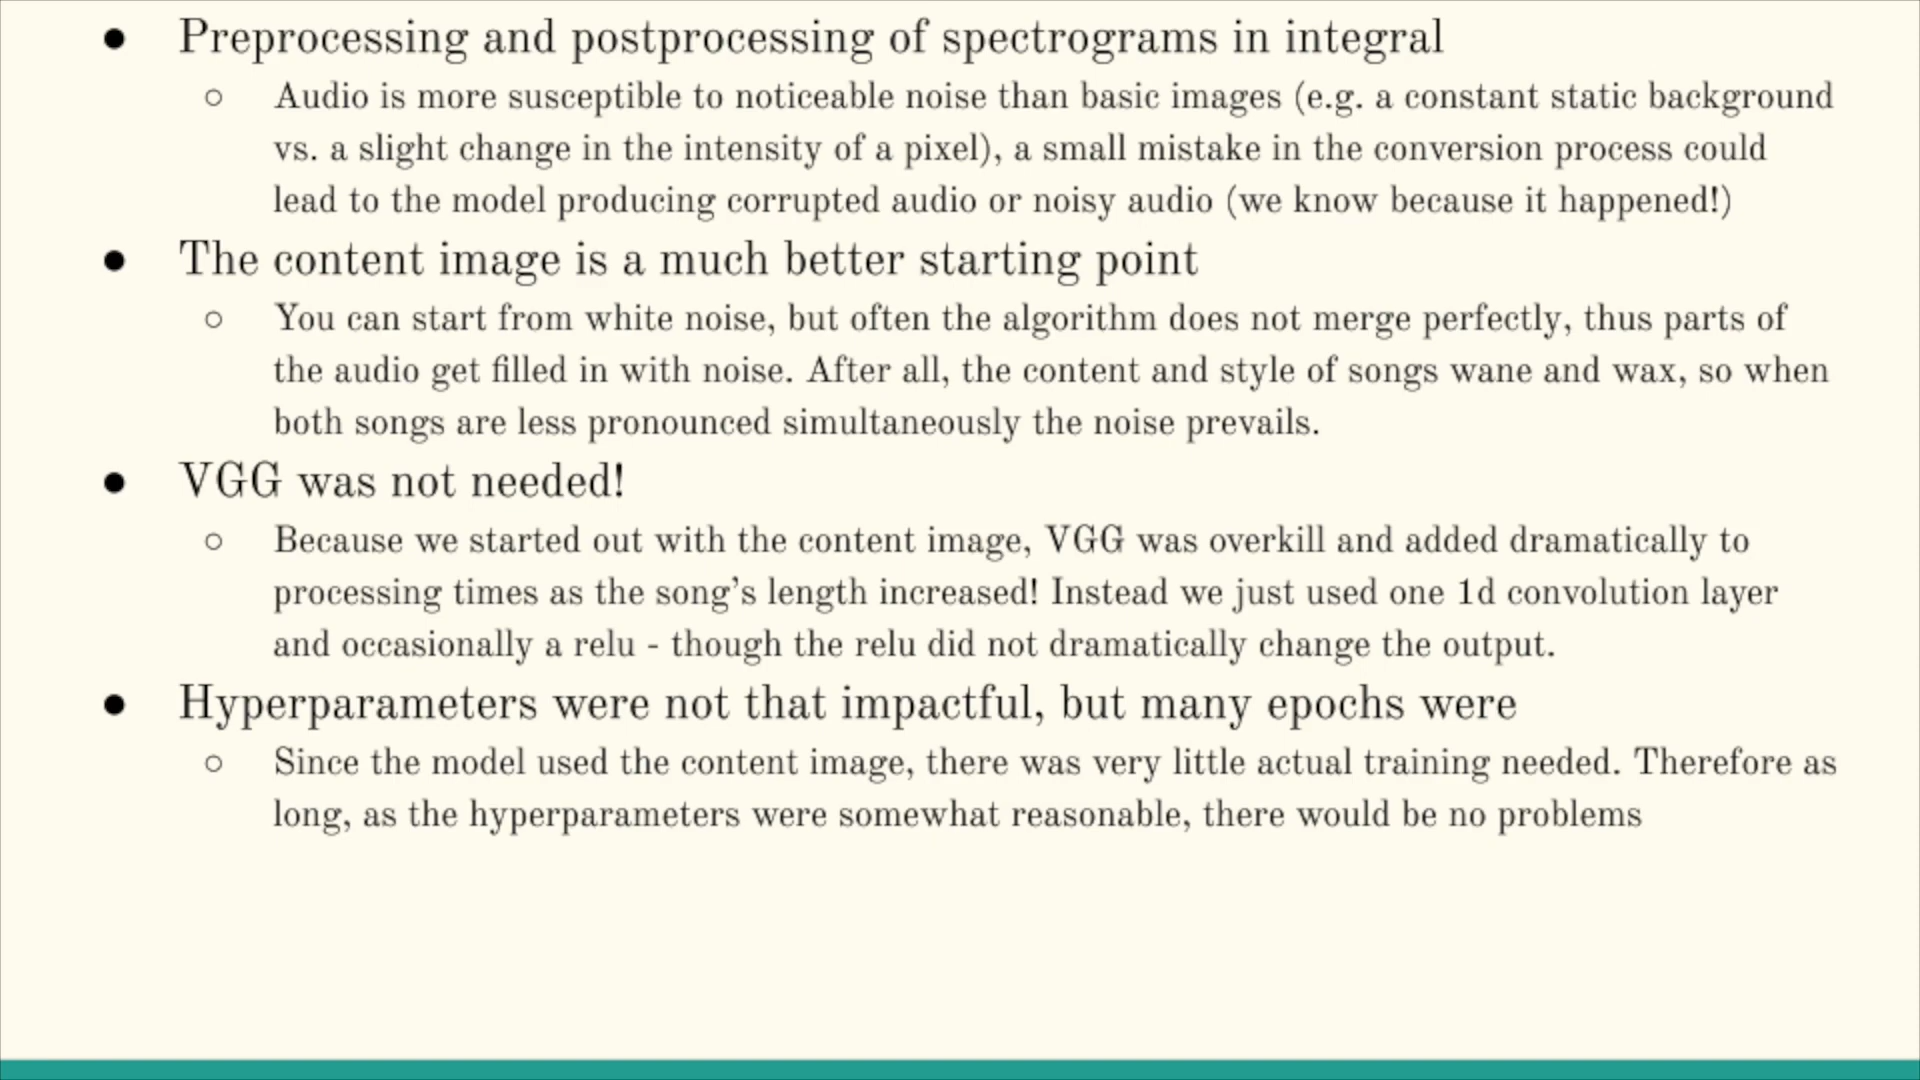 ● Preprocessing and postprocessing of spectrograms in integral
○ Audio is more susceptible to noticeable noise than basic images (e.g. a constant static background
vs. a slight change in the intensity of a pixel), a small mistake in the conversion process could
lead to the model producing corrupted audio or noisy audio (we know because it happened!)
● The content image is a much better starting point
○ You can start from white noise, but often the algorithm does not merge perfectly, thus parts of
the audio get filled in with noise. After all, the content and style of songs wane and wax, so when
both songs are less pronounced simultaneously the noise prevails.
● VGG was not needed!
○ Because we started out with the content image, VGG was overkill and added dramatically to
processing times as the song’s length increased! Instead we just used one 1d convolution layer
and occasionally a relu - though the relu did not dramatically change the output.
● Hyperparameters were not that impactful, but many epochs were
○ Since the model used the content image, there was very little actual training needed. Therefore as
long, as the hyperparameters were somewhat reasonable, there would be no problems